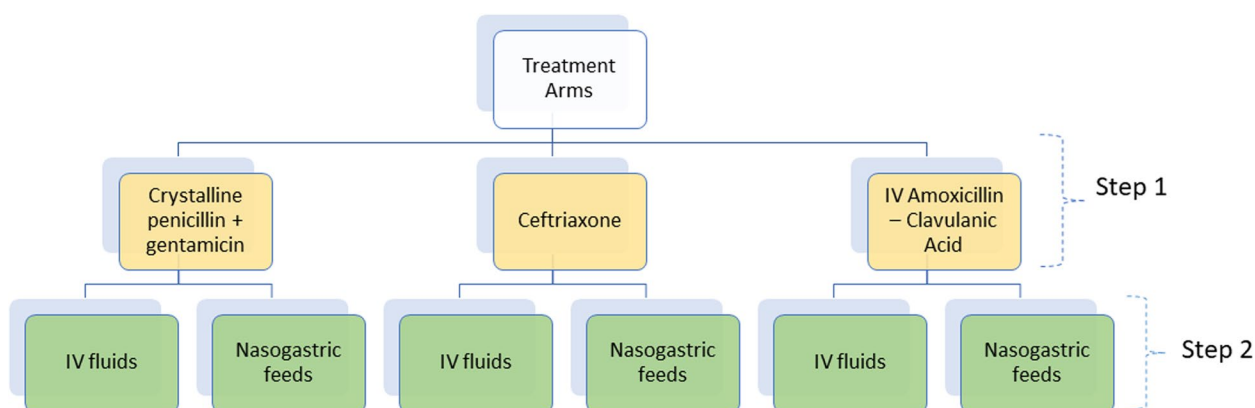 Treatment
Arms
Crystalline
penicillin +
gentamicin
Ceftriaxone
IV Amoxicillin
– Clavulanic
Acid
Step 1
IV fluids
Nasogastric
feeds
IV fluids
Nasogastric
feeds
IV fluids
Nasogastric
feeds
Step 2